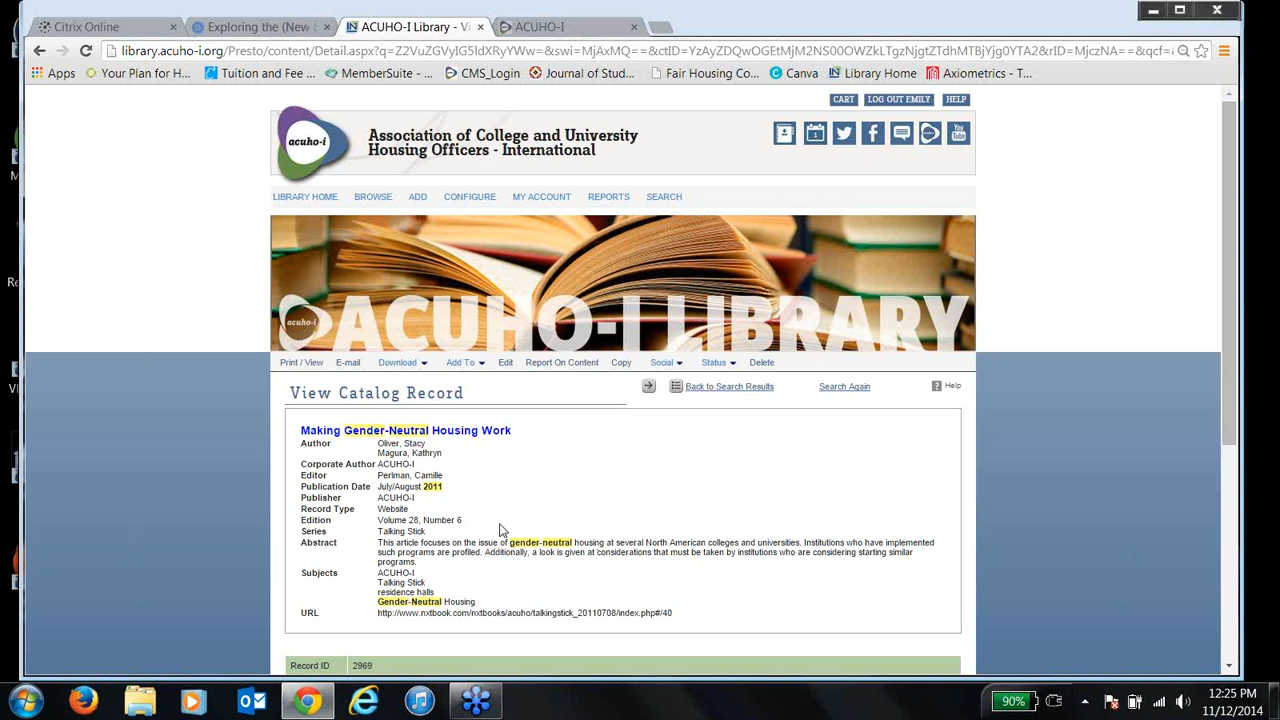 Citrix Online
Exploring the (New
ACUHO-I Library - Vi
ACUHO-I
library.acuho-i.org/Presto/content/Detail.aspx?q=Z2VuZGVyIG5ldXRyYWw=&swi=MjAxMQ==&ctID=YzAyZDQwOGEtMjM2NS00OWZkLTgzNjgtZTdhMTBjYjg0YTA2&rID=MjczNA==&qcf=
Apps
Your Plan for H...
Tuition and Fee ...
MemberSuite - ...
CMS_Login
Journal of Stud...
Fair Housing Co...
Canva
Library Home
Axiometrics - T...
CART
LOG OUT EMILY
HELP
acuho-i
Association of College and University
Housing Officers - International
You
Tube
LIBRARY HOME
BROWSE
ADD
CONFIGURE
MY ACCOUNT
REPORTS
SEARCH
acuho-i
ACUHO-I LIBRARY
Print / View
E-mail
Download
Add To
Edit
Report On Content
Copy
Social
Status
Delete
View Catalog Record
Back to Search Results
Search Again
? Help
Making Gender-Neutral Housing Work
Author Oliver, Stacy
Magura, Kathryn
Corporate Author ACUHO-I
Editor Perlman, Camille
Publication Date July/August 2011
Publisher ACUHO-I
Record Type Website
Edition Volume 28, Number 6
Series Talking Stick
Abstract This article focuses on the issue of gender-neutral housing at several North American colleges and universities. Institutions who have implemented
such programs are profiled. Additionally, a look is given at considerations that must be taken by institutions who are considering starting similar
programs.
Subjects ACUHO-I
Talking Stick
residence halls
Gender-Neutral Housing
URL http://www.nxtbook.com/nxtbooks/acuho/talkingstick_20110708/index.php#/40
Record ID 2969
90%
12:25 PM
11/12/2014